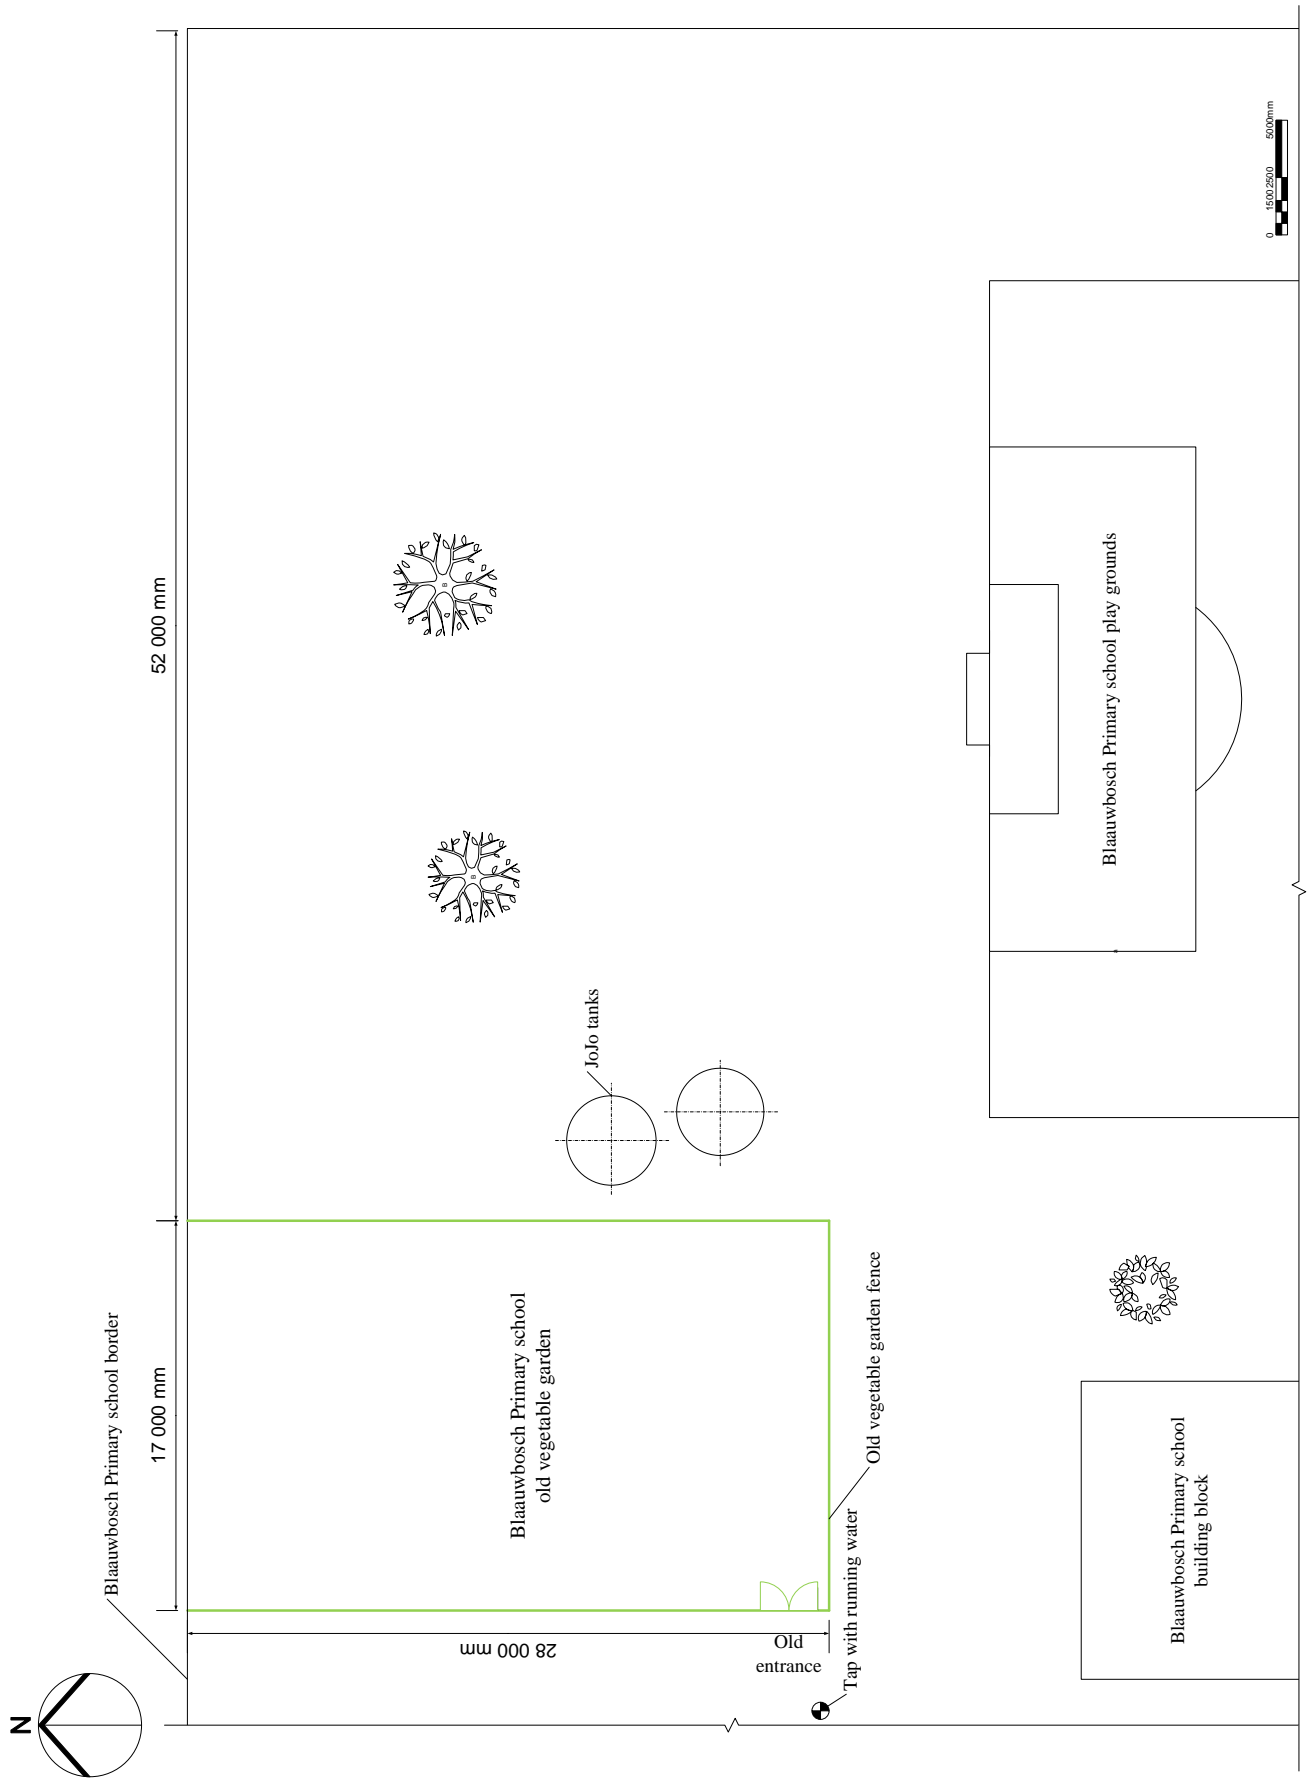 N
Blaauwbosch Primary school border
17 000 mm
52 000 mm
28 000 mm
Blaauwbosch Primary school
old vegetable garden
Old
entrance
Tap with running water
Old vegetable garden fence
JoJo tanks
Blaauwbosch Primary school
building block
Blaauwbosch Primary school play grounds
0 1500 2500 5000mm